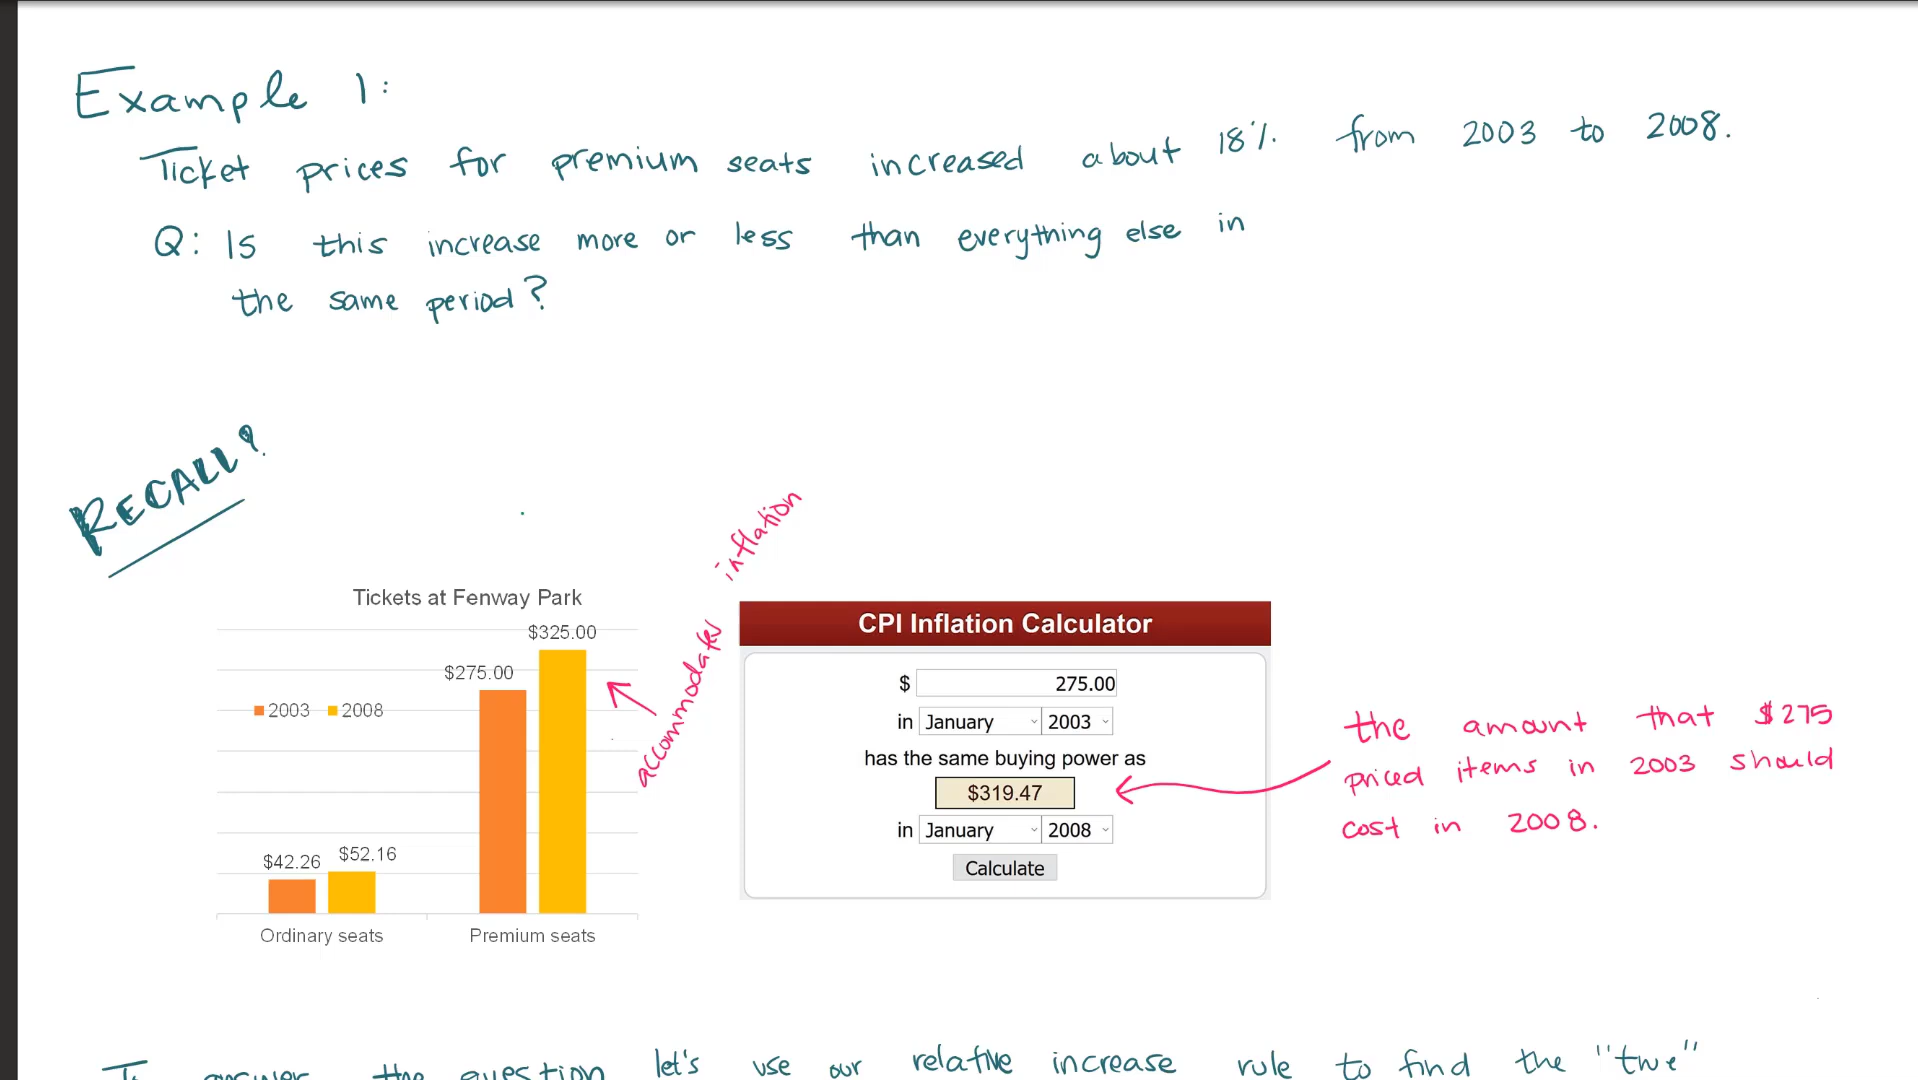 Example 1:
Ticket prices for premium seats increased about 18% from 2003 to 2008.
Q: Is this increase more or less than everything else in
the same period?
RECALL!
accommodates inflation
Tickets at Fenway Park
$325.00
$275.00
2003 2008
$42.26 $52.16
Ordinary seats Premium seats
CPI Inflation Calculator
$ 275.00
in January 2003
has the same buying power as
$319.47
in January 2008
Calculate
the amount that $275
priced items in 2003 should
cost in 2008.
To answer the question let's use our relative increase rule to find the "true"